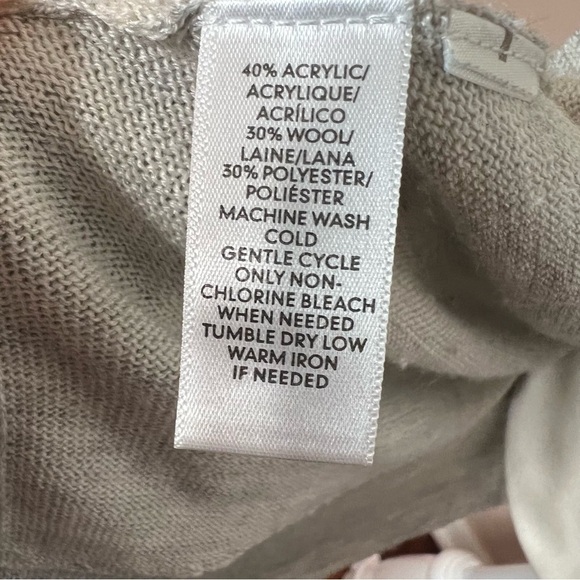 40% ACRYLIC/
ACRYLIQUE/
ACRÍLICO
30% WOOL/
LAINE/LANA
30% POLYESTER/
POLIÉSTER
MACHINE WASH
COLD
GENTLE CYCLE
ONLY NON-
CHLORINE BLEACH
WHEN NEEDED
TUMBLE DRY LOW
WARM IRON
IF NEEDED